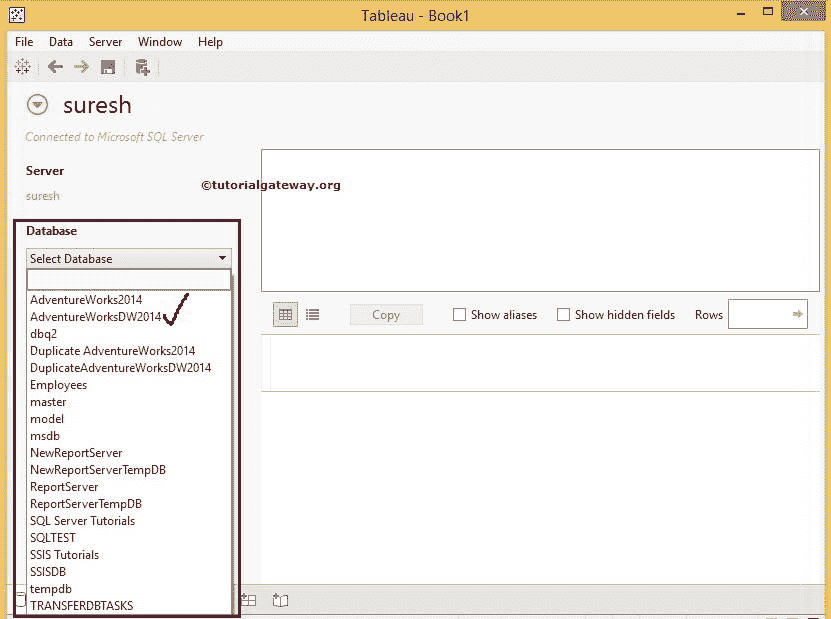 Tableau - Book1
File Data Server Window Help
suresh
Connected to Microsoft SQL Server
Server
©tutorialgateway.org
suresh
Database
Select Database
AdventureWorks2014
AdventureWorksDW2014
dbq2
Duplicate AdventureWorks2014
DuplicateAdventureWorksDW2014
Employees
master
model
msdb
NewReportServer
NewReportServerTempDB
ReportServer
ReportServerTempDB
SQL Server Tutorials
SQLTEST
SSIS Tutorials
SSISDB
tempdb
TRANSFERDBTASKS
Copy Show aliases Show hidden fields Rows